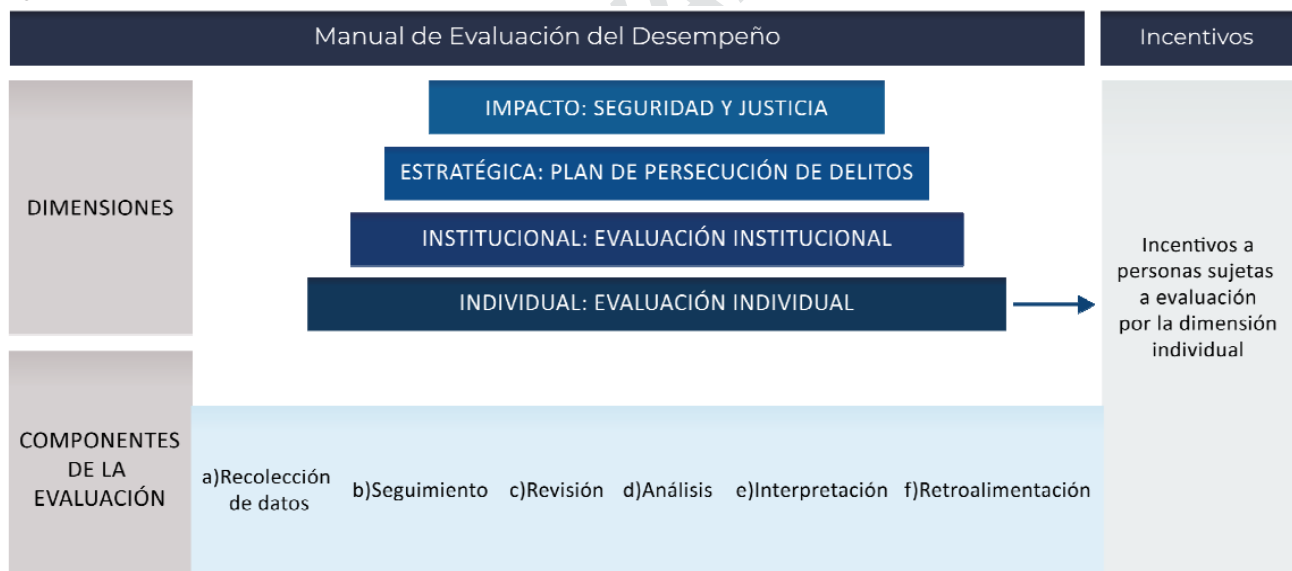 Manual de Evaluación del Desempeño
Incentivos
DIMENSIONES
IMPACTO: SEGURIDAD Y JUSTICIA
ESTRATÉGICA: PLAN DE PERSECUCIÓN DE DELITOS
INSTITUCIONAL: EVALUACIÓN INSTITUCIONAL
INDIVIDUAL: EVALUACIÓN INDIVIDUAL
Incentivos a
personas sujetas
a evaluación
por la dimensión
individual
COMPONENTES
DE LA
EVALUACIÓN
a)Recolección
de datos
b)Seguimiento
c)Revisión
d)Análisis
e)Interpretación
f)Retroalimentación